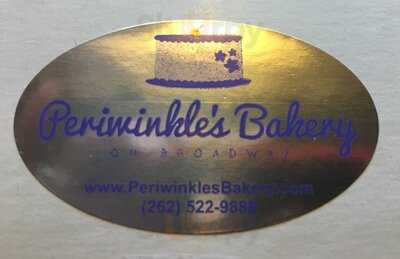 Periwinkle's Bakery
ON BROADWAY
www.PeriwinklesBakery.com
(262) 522-9888